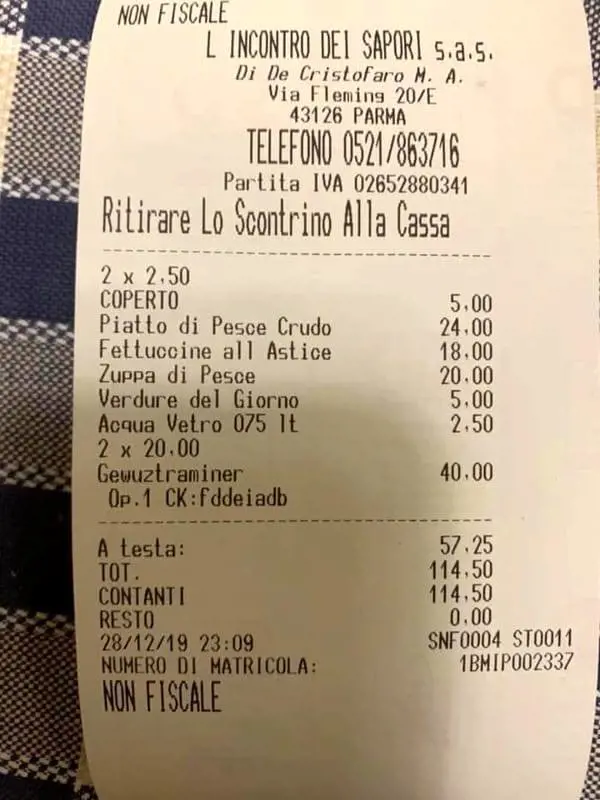 NON FISCALE
L INCONTRO DEI SAPORI s.a.s.
Di De Cristofaro M. A.
Via Fleming 20/E
43126 PARMA
TELEFONO 0521/863716
Partita IVA 02652880341
Ritirare Lo Scontrino Alla Cassa
2 x 2,50
COPERTO 5,00
Piatto di Pesce Crudo 24,00
Fettuccine all Astice 18,00
Zuppa di Pesce 20,00
Verdure del Giorno 5,00
Acqua Vetro 075 lt 2,50
2 x 20,00
Gewuztraminer 40,00
Op.1 CK:fddeiadb
A testa: 57,25
TOT. 114,50
CONTANTI 114,50
RESTO 0,00
28/12/19 23:09 SNF0004 ST0011
NUMERO DI MATRICOLA: 1BMIP002337
NON FISCALE